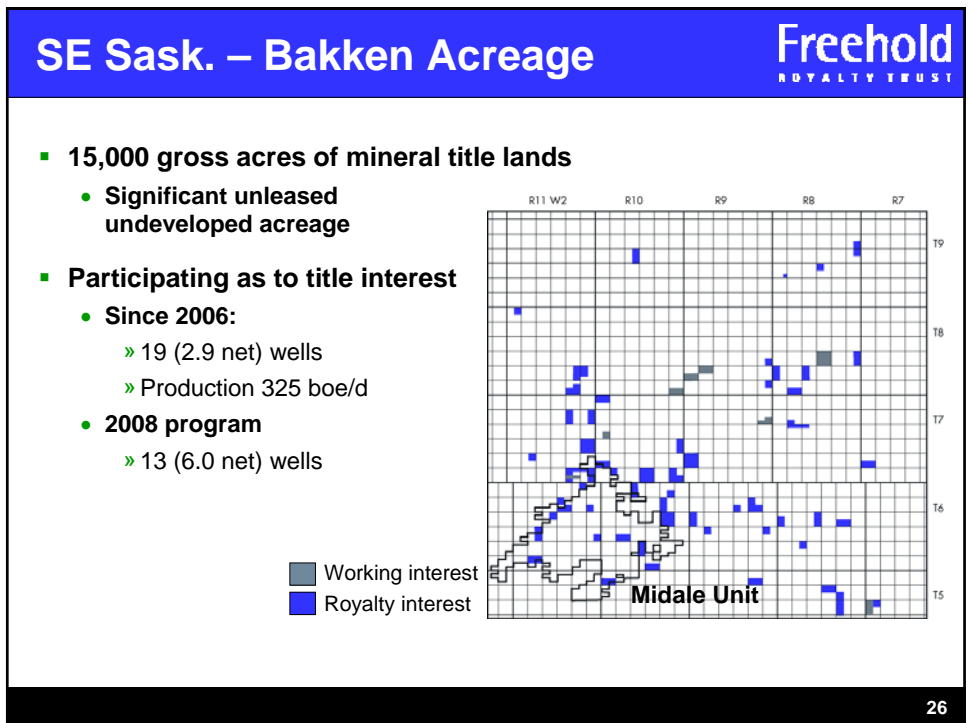 SE Sask. – Bakken Acreage
Freehold
ROYALTY TRUST
▪ 15,000 gross acres of mineral title lands
• Significant unleased
undeveloped acreage
▪ Participating as to title interest
• Since 2006:
» 19 (2.9 net) wells
» Production 325 boe/d
• 2008 program
» 13 (6.0 net) wells
R11 W2 R10 R9 R8 R7
T9
T8
T7
T6
T5
Working interest
Royalty interest
Midale Unit
26